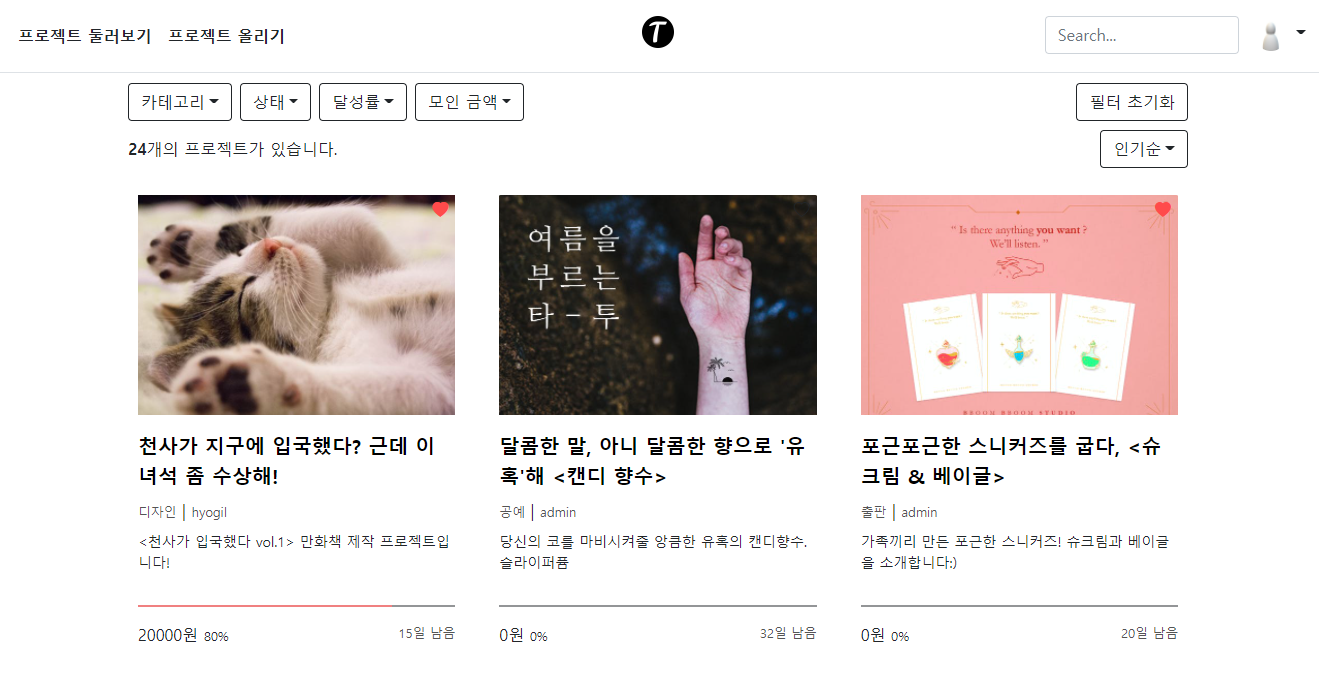 프로젝트 둘러보기 프로젝트 올리기
T
Search...
카테고리 상태 달성률 모인 금액 필터 초기화
24개의 프로젝트가 있습니다. 인기순
여름을
부르는
타-투
" Is there anything you want ?
We'll listen. "
BROOM BROOM STUDIO
천사가 지구에 입국했다? 근데 이
녀석 좀 수상해!
디자인 | hyogil
<천사가 입국했다 vol.1> 만화책 제작 프로젝트입
니다!
20000원 80% 15일 남음
달콤한 말, 아니 달콤한 향으로 '유
혹'해 <캔디 향수>
공예 | admin
당신의 코를 마비시켜줄 앙큼한 유혹의 캔디향수.
슬라이퍼퓸
0원 0% 32일 남음
포근포근한 스니커즈를 굽다, <슈
크림 & 베이글>
출판 | admin
가족끼리 만든 포근한 스니커즈! 슈크림과 베이글
을 소개합니다:)
0원 0% 20일 남음